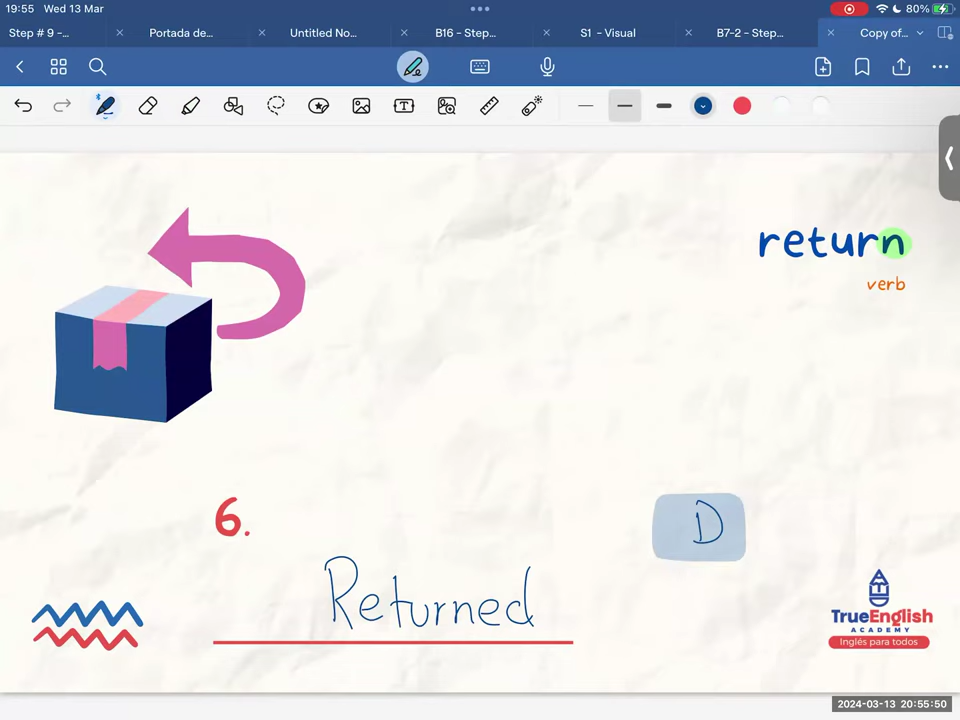 19:55 Wed 13 Mar
80%
Step # 9 -...
Portada de...
Untitled No...
B16 - Step...
S1 - Visual
B7-2 - Step...
Copy of...
return
verb
6.
D
Returned
TrueEnglish
ACADEMY
Inglés para todos
2024-03-13 20:55:50